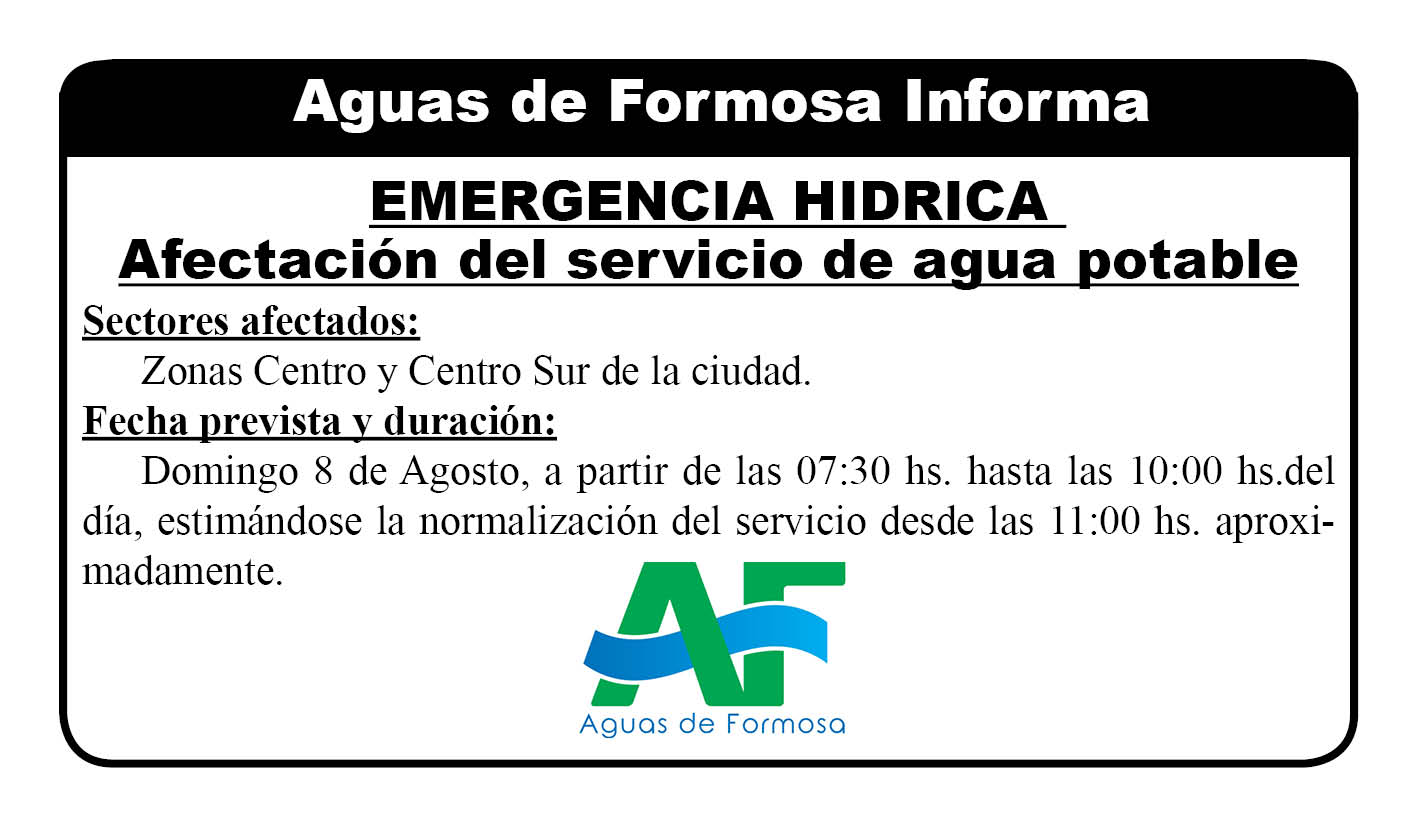 Aguas de Formosa Informa
EMERGENCIA HIDRICA
Afectación del servicio de agua potable
Sectores afectados:
Zonas Centro y Centro Sur de la ciudad.
Fecha prevista y duración:
Domingo 8 de Agosto, a partir de las 07:30 hs. hasta las 10:00 hs.del
día, estimándose la normalización del servicio desde las 11:00 hs. aproxi-
madamente.
AF
Aguas de Formosa